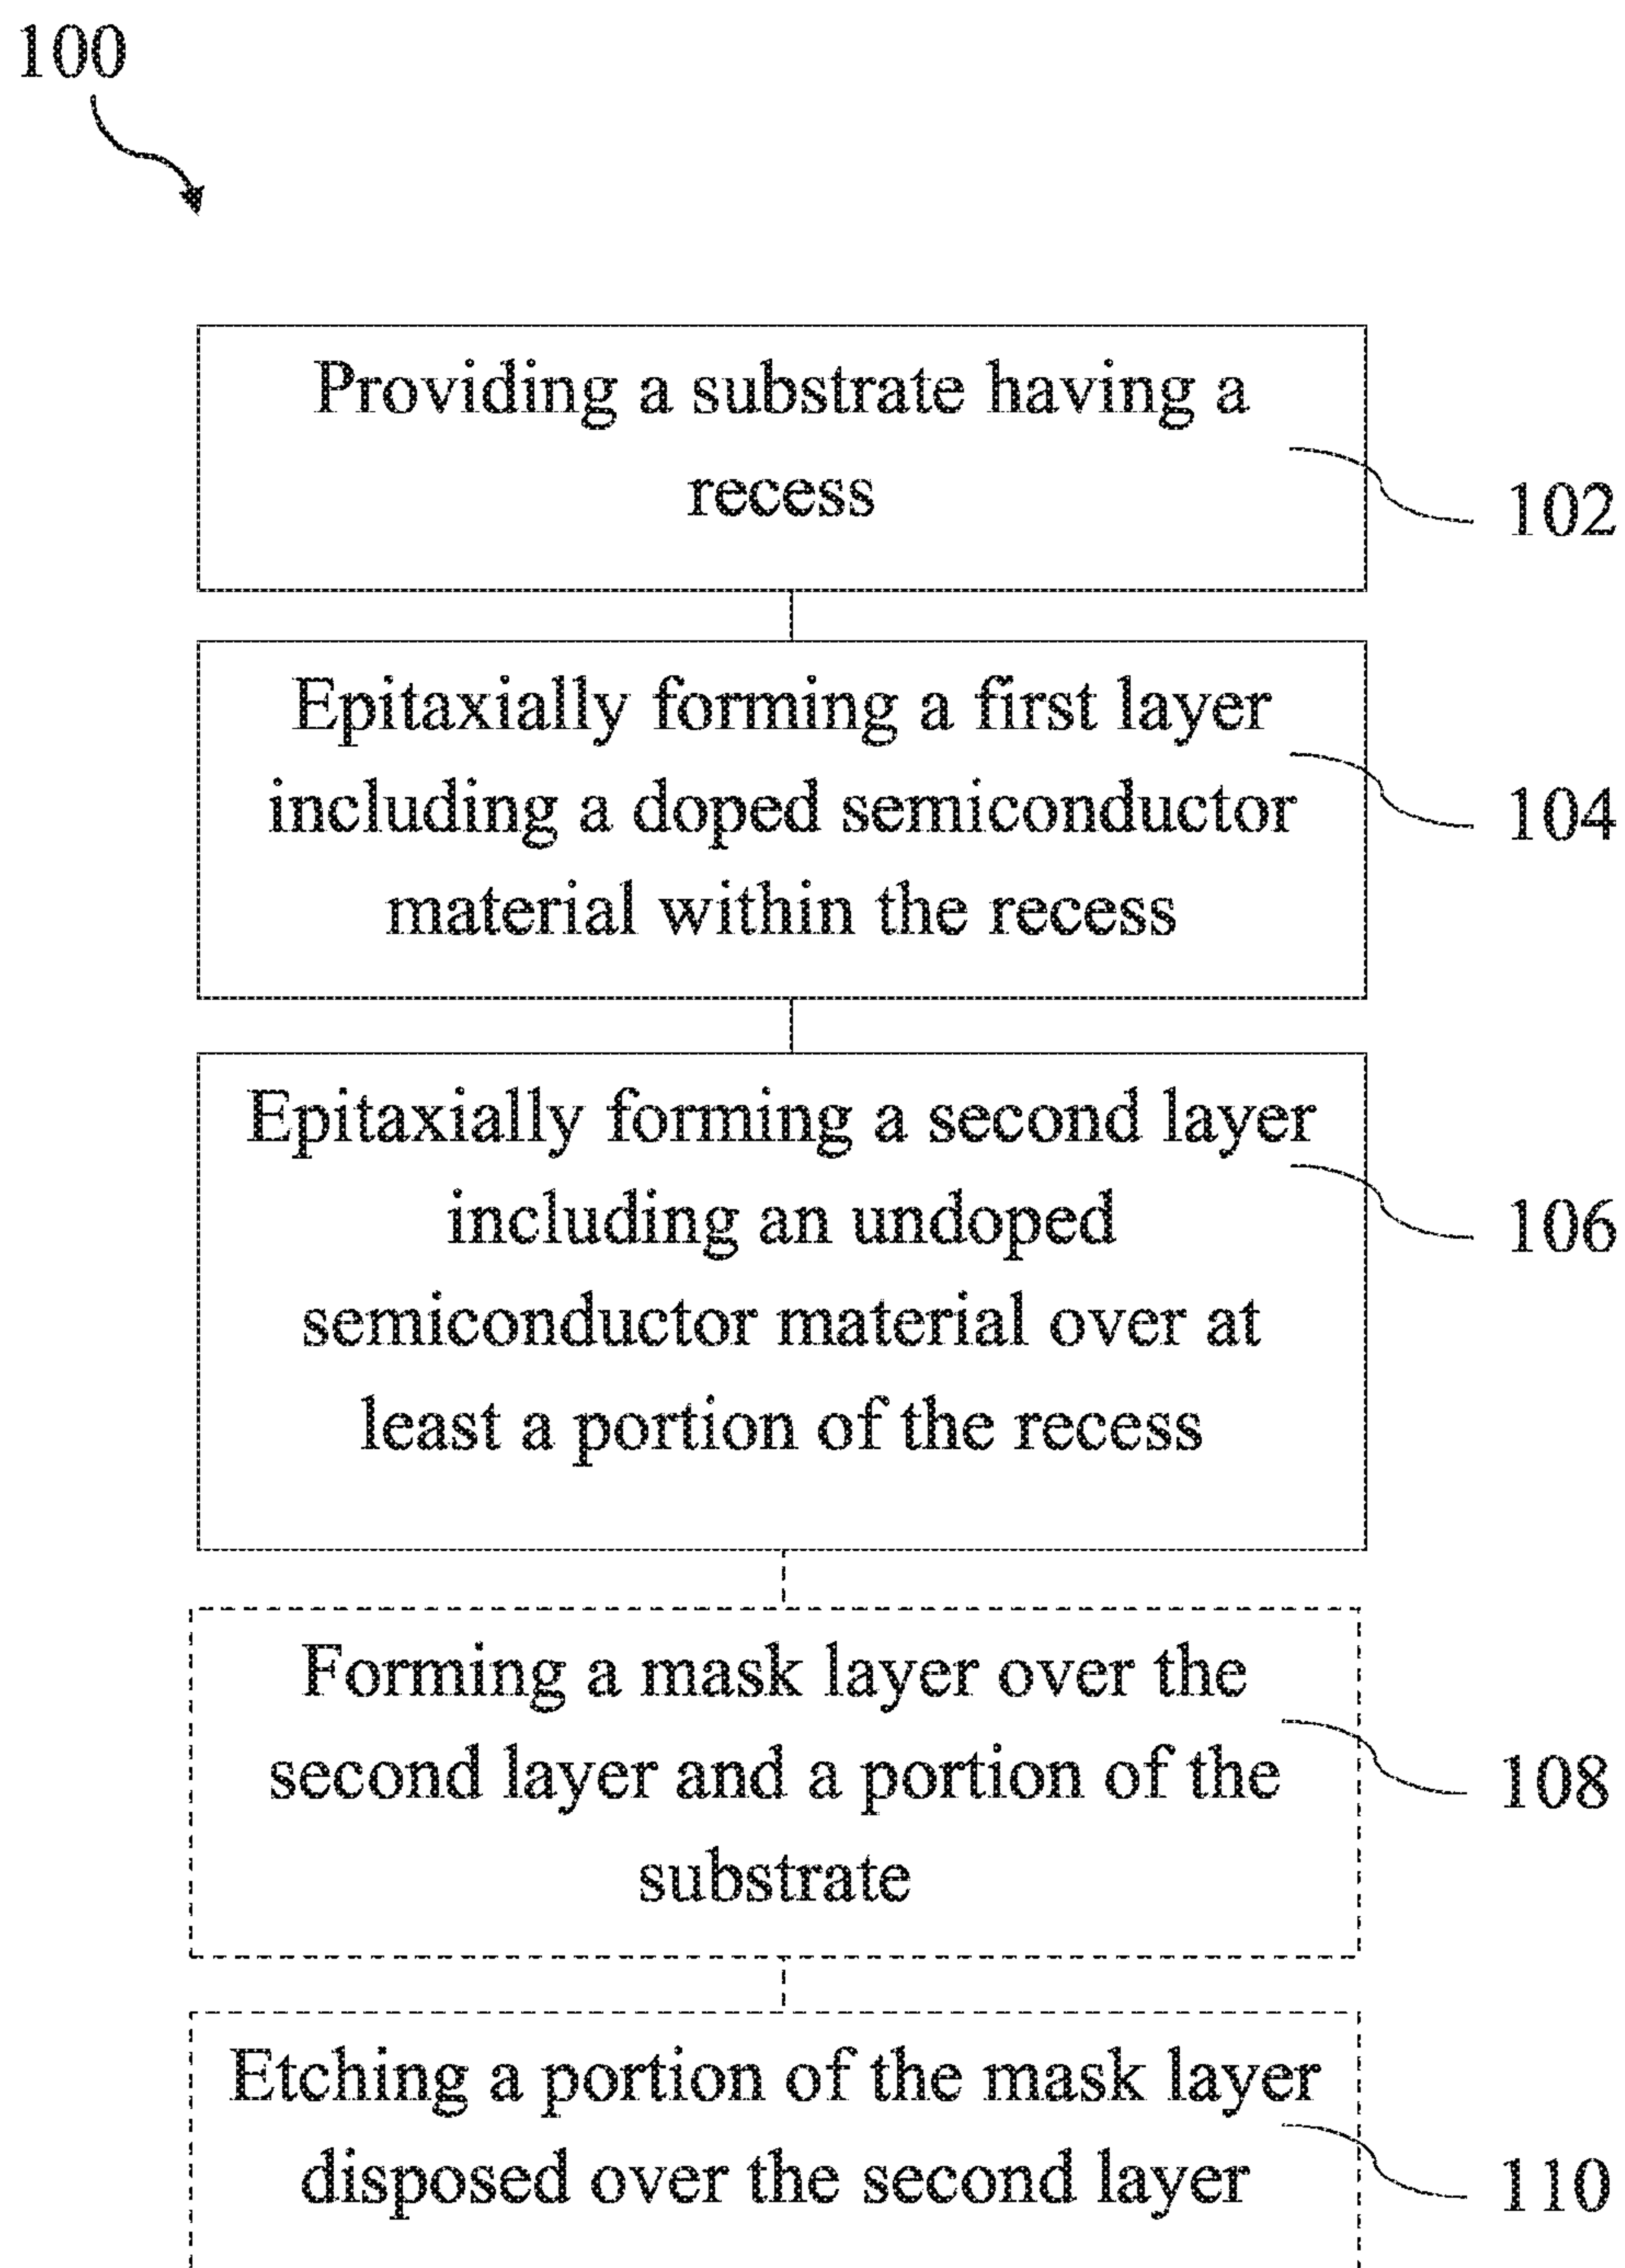 100
Providing a substrate having a
recess
102
Epitaxially forming a first layer
including a doped semiconductor
material within the recess
104
Epitaxially forming a second layer
including an undoped
semiconductor material over at
least a portion of the recess
106
Forming a mask layer over the
second layer and a portion of the
substrate
108
Etching a portion of the mask layer
disposed over the second layer
110